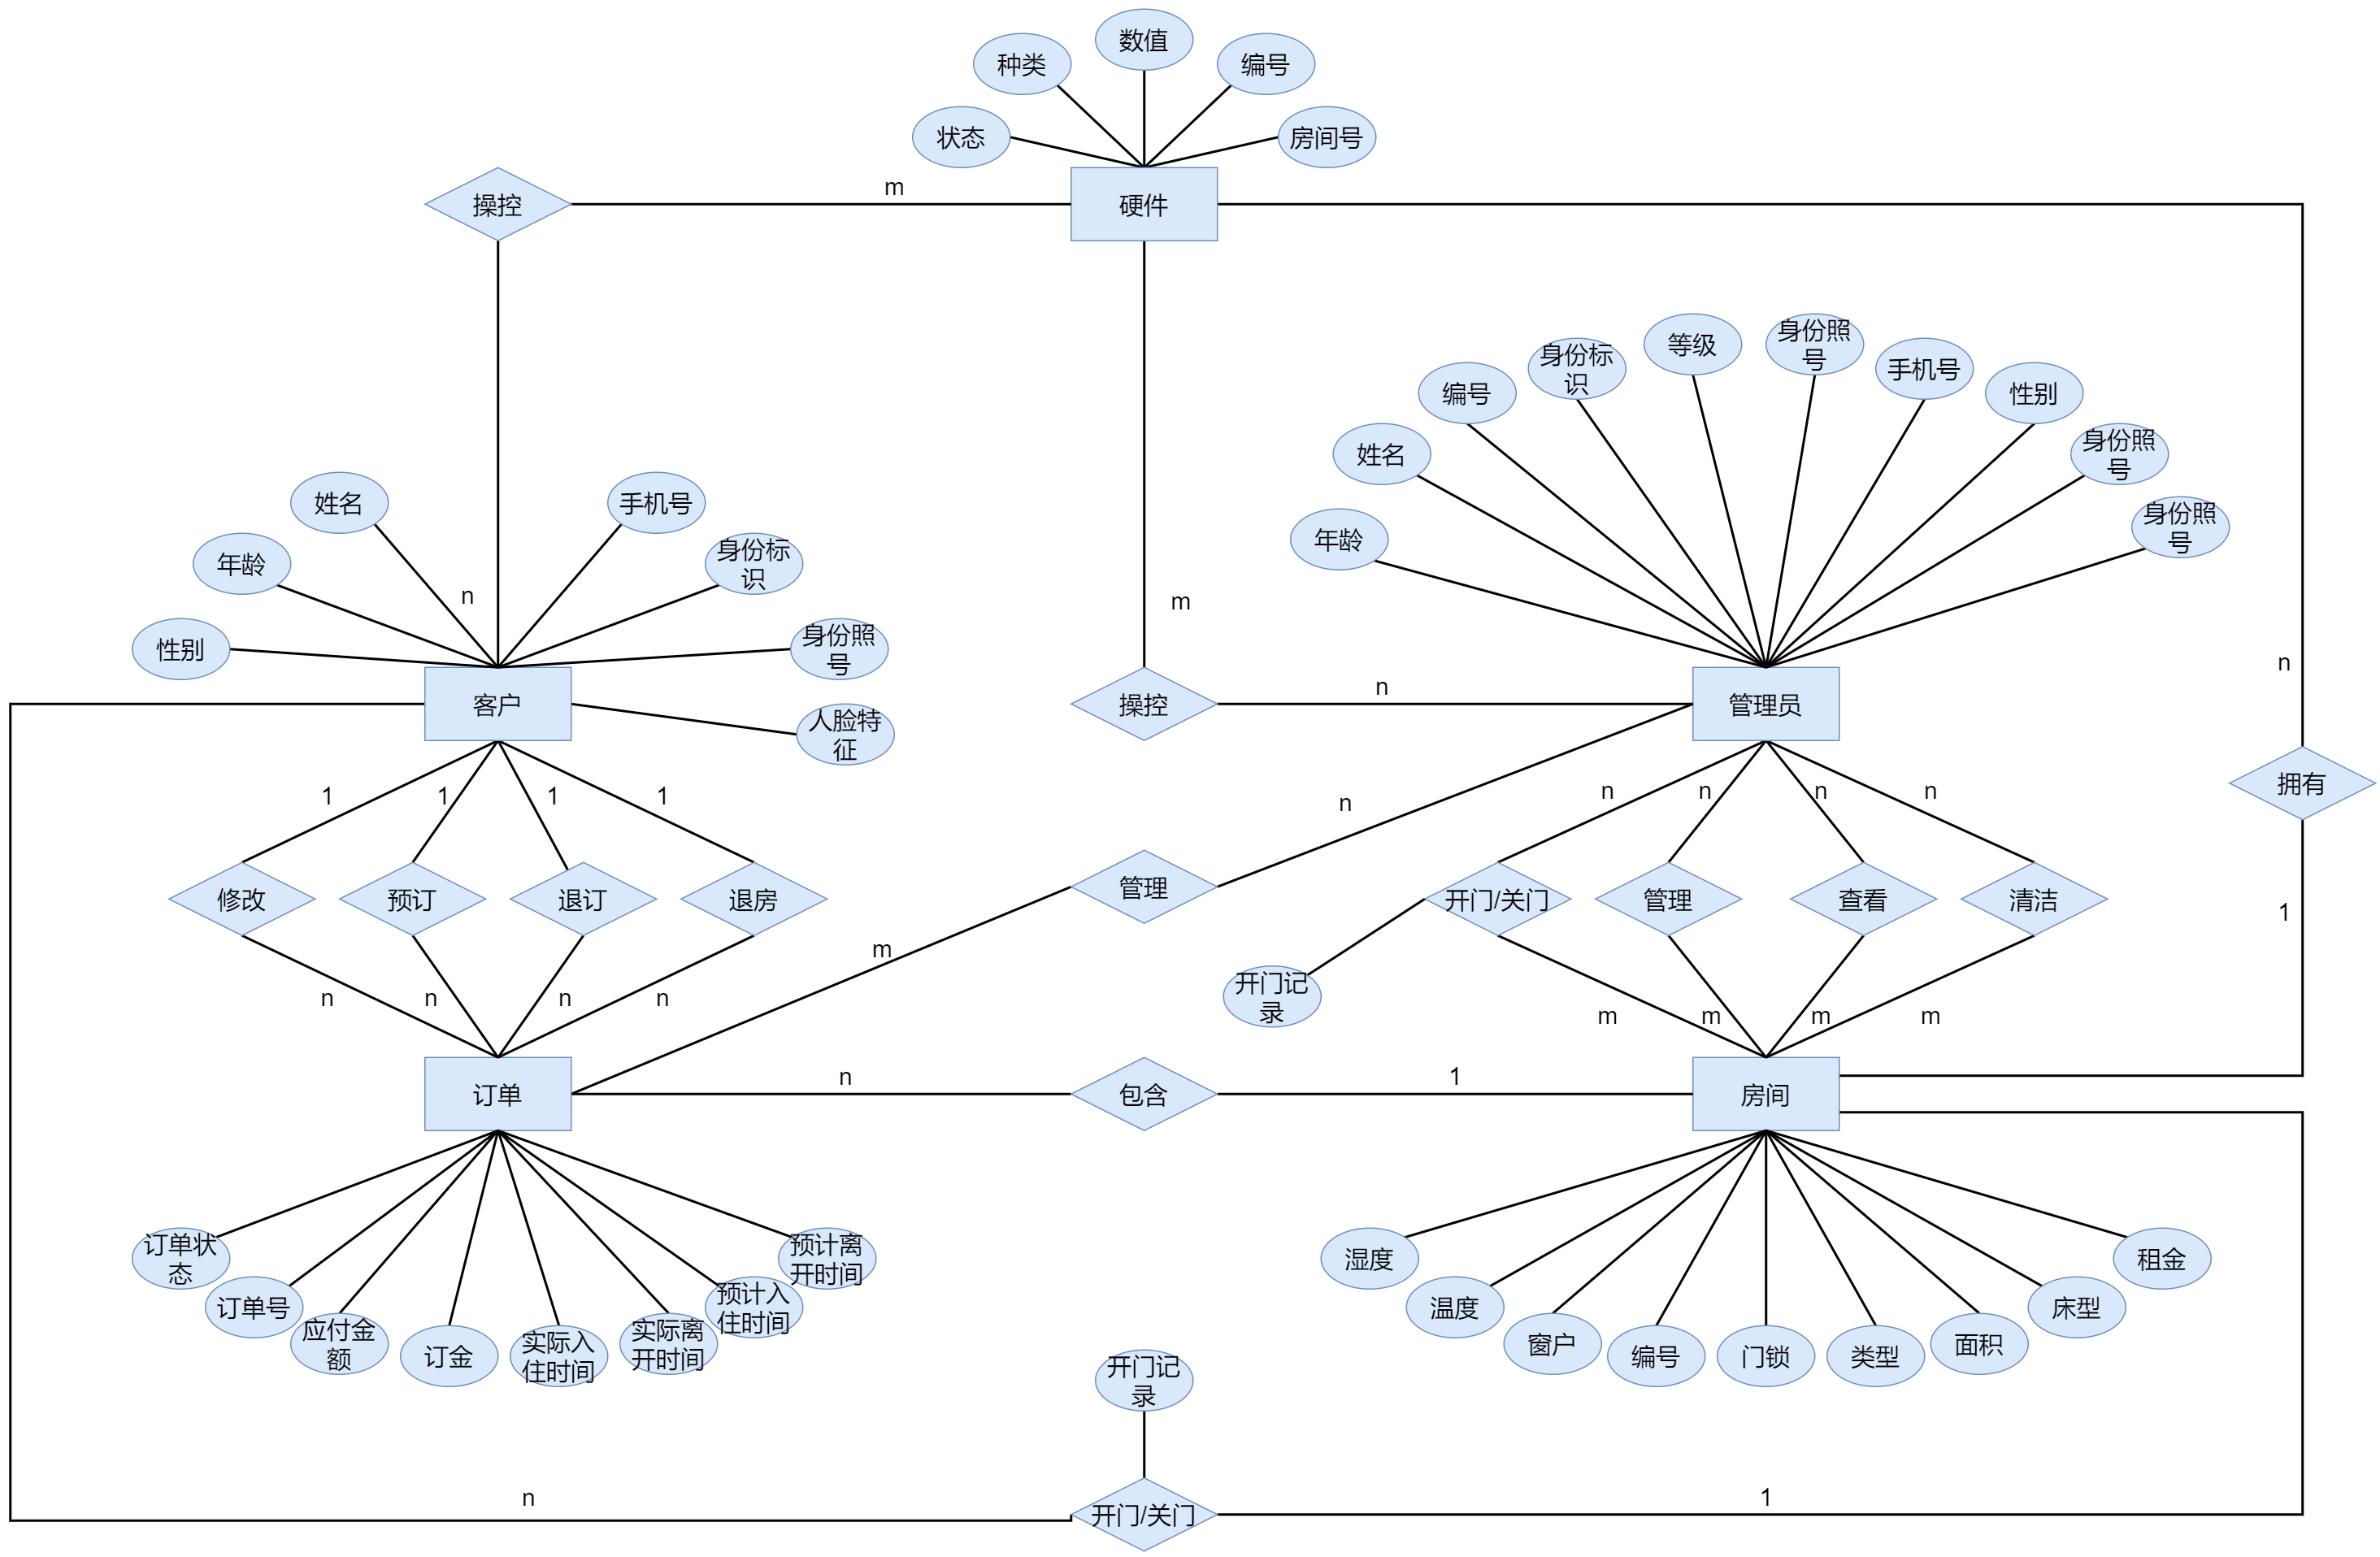 数值
种类
编号
状态
房间号
操控
m
硬件
身份照
号
等级
身份标
识
手机号
编号
性别
姓名
身份照
号
身份照
号
年龄
姓名
手机号
年龄
身份标
识
n
m
性别
身份照
号
n
n
客户
人脸特
征
操控
管理员
拥有
1
1
1
1
n
n
n
n
n
修改
预订
退订
退房
管理
开门/关门
管理
查看
清洁
1
m
开门记
录
n
n
n
n
m
m
m
m
n
1
订单
包含
房间
订单状
态
订单号
应付金
额
订金
实际入
住时间
实际离
开时间
预计入
住时间
预计离
开时间
湿度
温度
窗户
编号
门锁
类型
面积
床型
租金
开门记
录
n
1
开门/关门